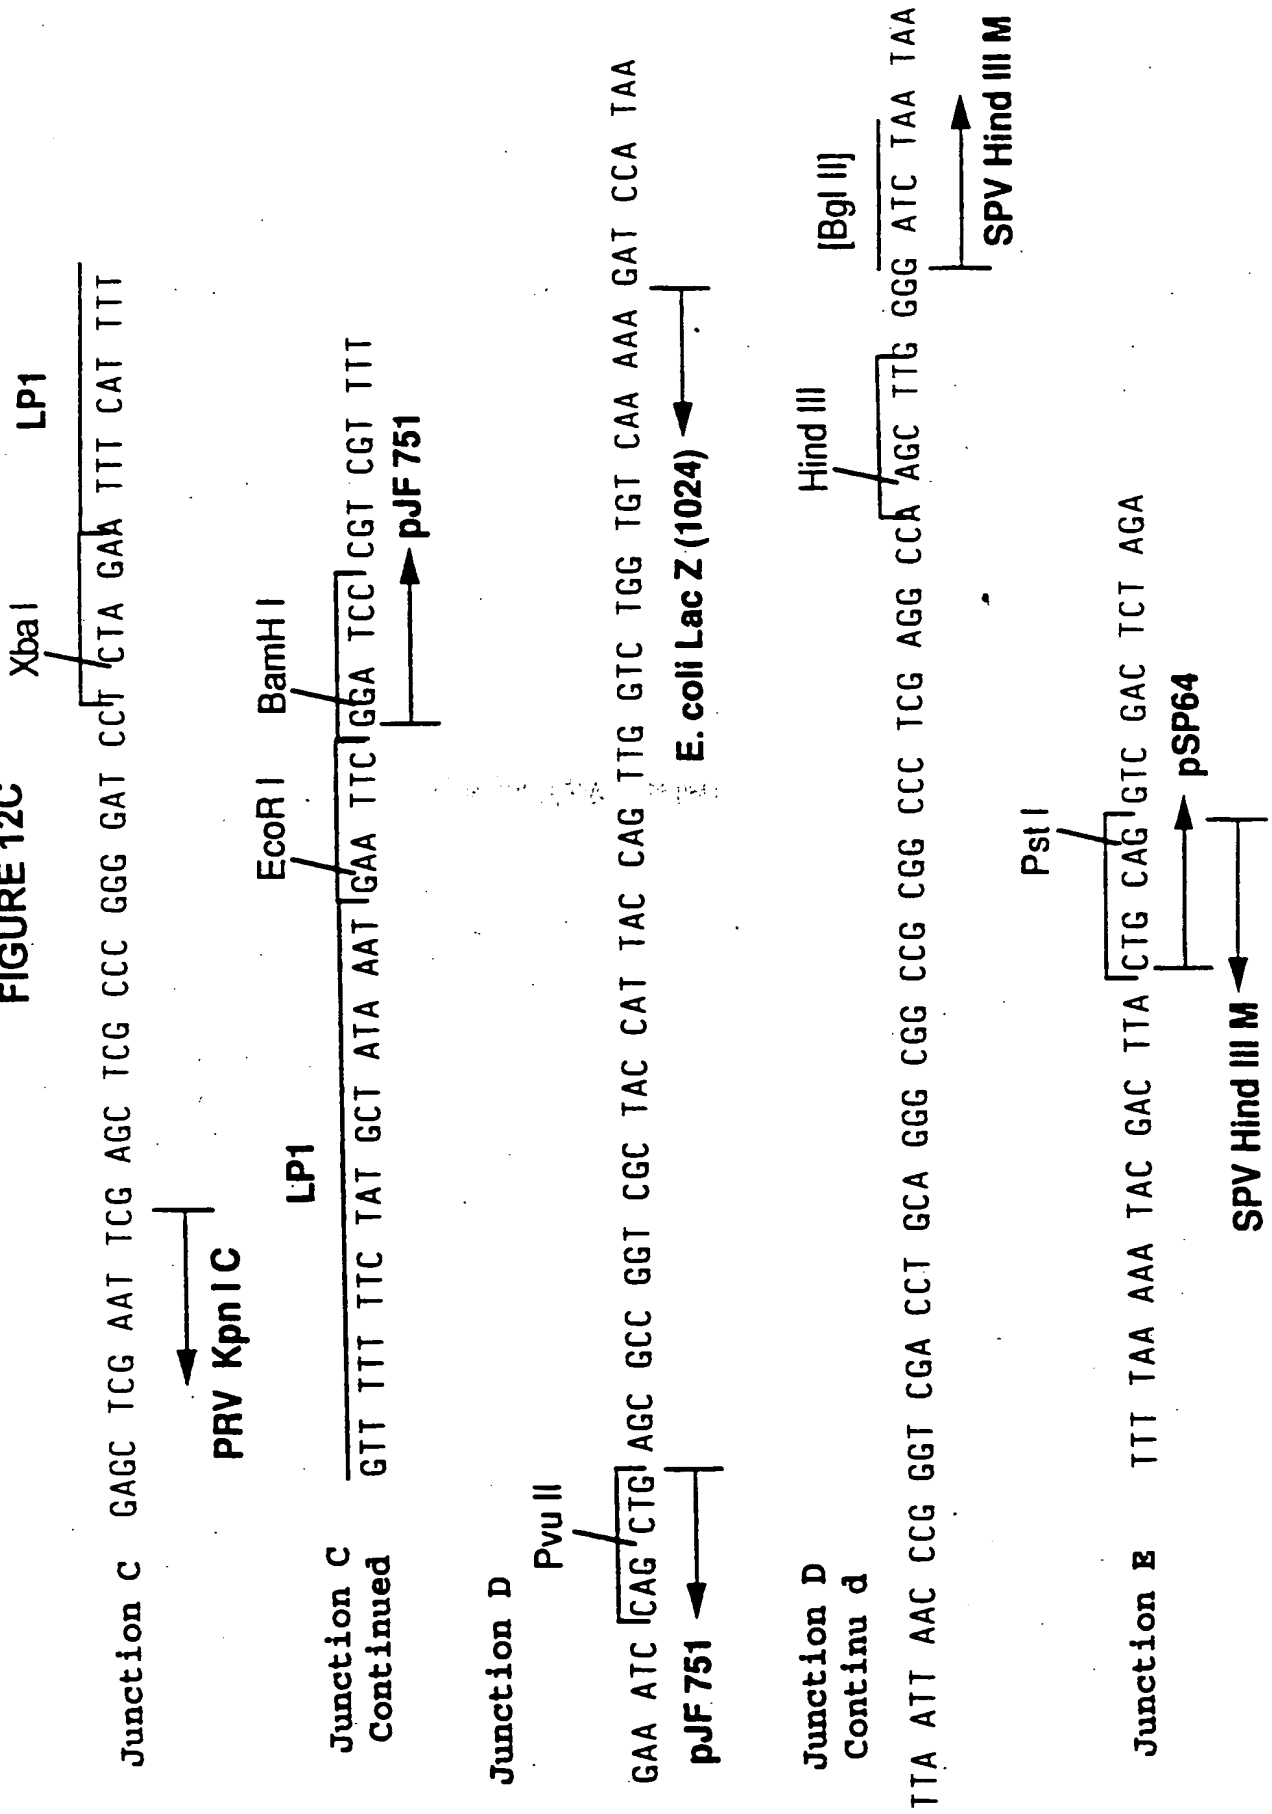 FIGURE 12C
Xba I
LP1
Junction C GAGC TCG AAT TCG AGC TCG CCC GGG GAT CCT CTA GAA TTT CAT TTT
PRV Kpn I C
LP1
EcoR I
BamH I
Junction C
Continued
GTT TTT TTC TAT GCT ATA AAT GAA TTC GGA TCC CGT CGT TTT
pJF 751
Junction D
Pvu II
GAA ATC CAG CTG AGC GCC GGT CGC TAC CAT TAC CAG TTG GTC TGG TGT CAA AAA GAT CCA TAA
pJF 751
E. coli Lac Z (1024)
Junction D
Continu d
Hind III
[Bgl II]
TTA ATT AAC CCG GGT CGA CCT GCA GGG CGG CCG CGG CCC TCG AGG CCA AGC TTG GGG ATC TAA TAA
SPV Hind III M
Pst I
Junction E TTT TAA AAA TAC GAC TTA CTG CAG GTC GAC TCT AGA
pSP64
SPV Hind III M